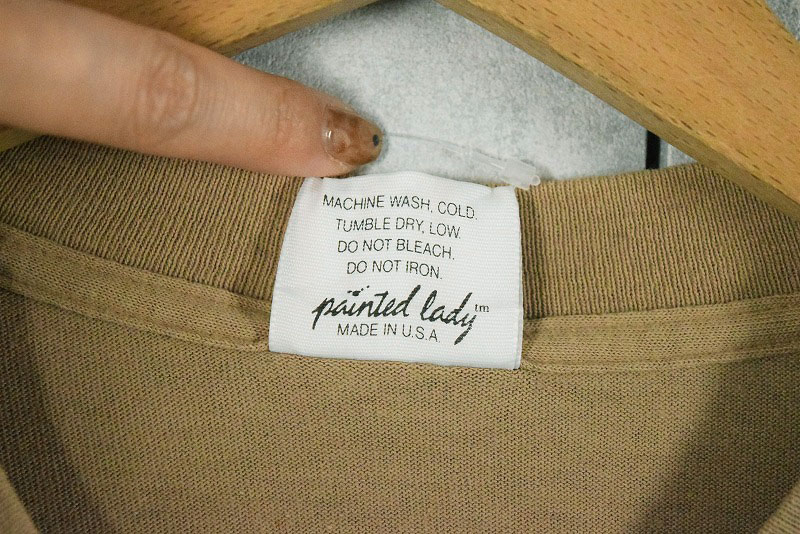 MACHINE WASH, COLD.
TUMBLE DRY, LOW.
DO NOT BLEACH.
DO NOT IRON.
painted lady™
MADE IN U.S.A.